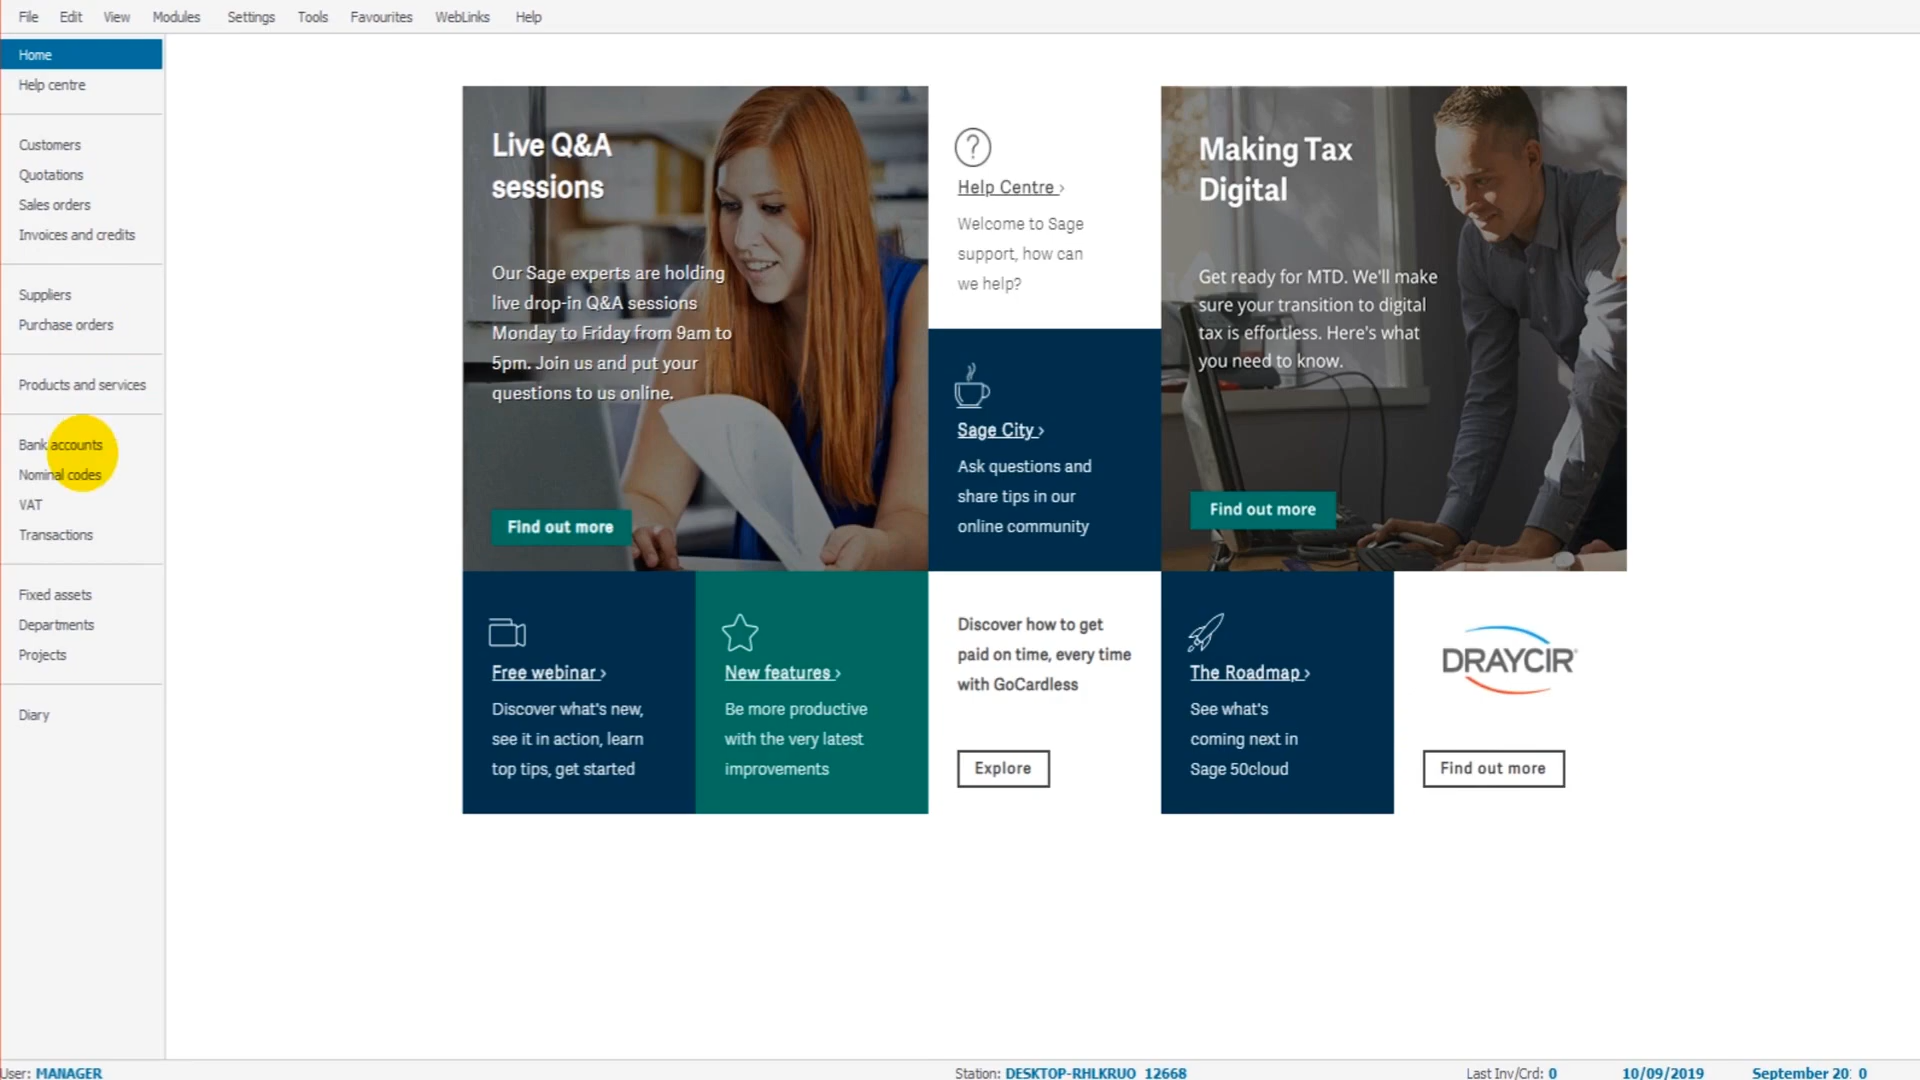 File Edit View Modules Settings Tools Favourites WebLinks Help
Home
Help centre
Customers
Quotations
Sales orders
Invoices and credits
Suppliers
Purchase orders
Products and services
Bank accounts
Nominal codes
VAT
Transactions
Fixed assets
Departments
Projects
Diary
Live Q&A
sessions
Our Sage experts are holding
live drop-in Q&A sessions
Monday to Friday from 9am to
5pm. Join us and put your
questions to us online.
Find out more
Help Centre ›
Welcome to Sage
support, how can
we help?
Sage City ›
Ask questions and
share tips in our
online community
Making Tax
Digital
Get ready for MTD. We'll make
sure your transition to digital
tax is effortless. Here's what
you need to know.
Find out more
Free webinar ›
Discover what's new,
see it in action, learn
top tips, get started
New features ›
Be more productive
with the very latest
improvements
Discover how to get
paid on time, every time
with GoCardless
Explore
The Roadmap ›
See what's
coming next in
Sage 50cloud
DRAYCIR
Find out more
User: MANAGER Station: DESKTOP-RHLKRUO 12668 Last Inv/Crd: 0 10/09/2019 September 0